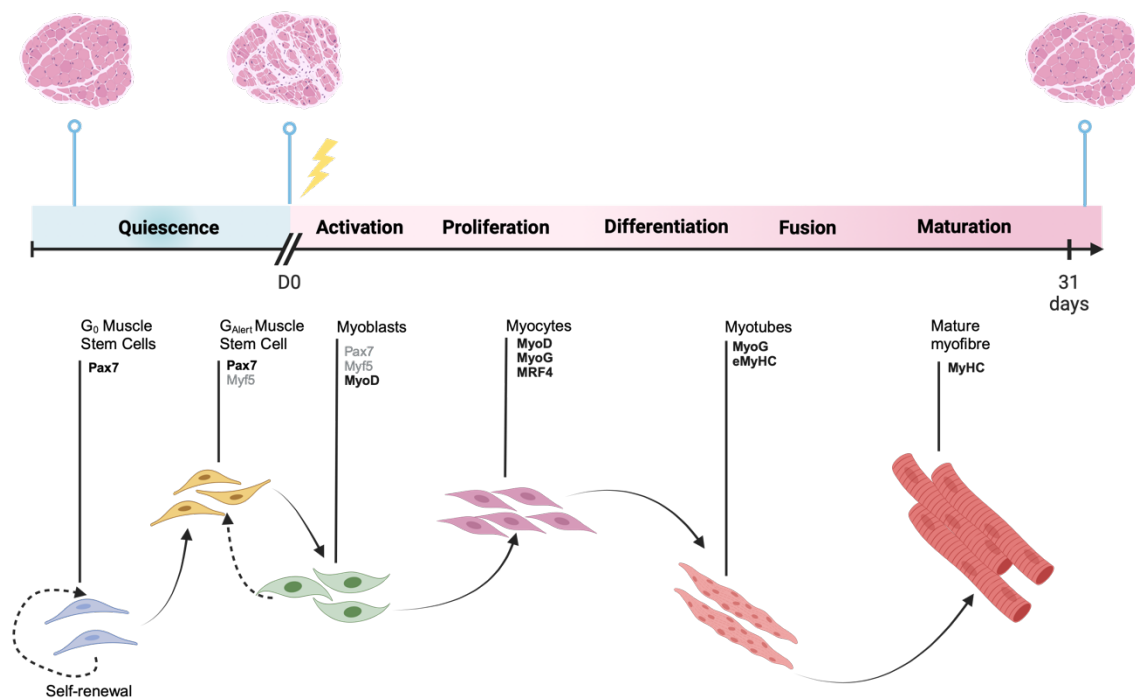 Quiescence
Activation
Proliferation
Differentiation
Fusion
Maturation
D0
31
days
G₀ Muscle
Stem Cells
Pax7
G_Alert Muscle
Stem Cell
Pax7
Myf5
Myoblasts
Pax7
Myf5
MyoD
Myocytes
MyoD
MyoG
MRF4
Myotubes
MyoG
eMyHC
Mature
myofibre
MyHC
Self-renewal